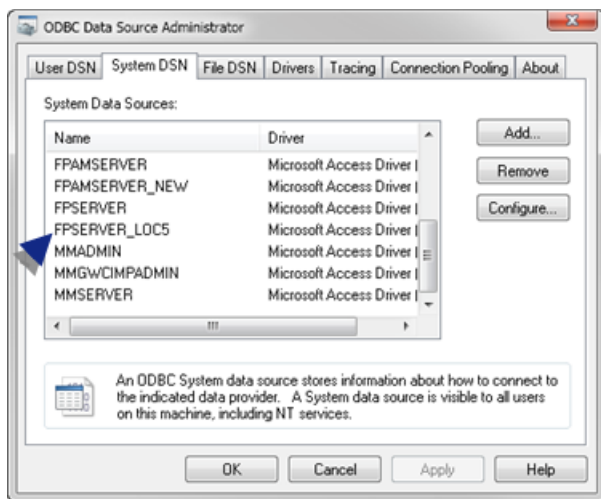 ODBC Data Source Administrator
User DSN System DSN File DSN Drivers Tracing Connection Pooling About
System Data Sources:
Name Driver
Add...
FPAMSERVER Microsoft Access Driver (
Remove
FPAMSERVER_NEW Microsoft Access Driver (
FPSERVER Microsoft Access Driver (
Configure...
FPSERVER_LOC5 Microsoft Access Driver (
MMADMIN Microsoft Access Driver (
MMGWCIMPADMIN Microsoft Access Driver (
MMSERVER Microsoft Access Driver (
An ODBC System data source stores information about how to connect to
the indicated data provider. A System data source is visible to all users
on this machine, including NT services.
OK Cancel Apply Help